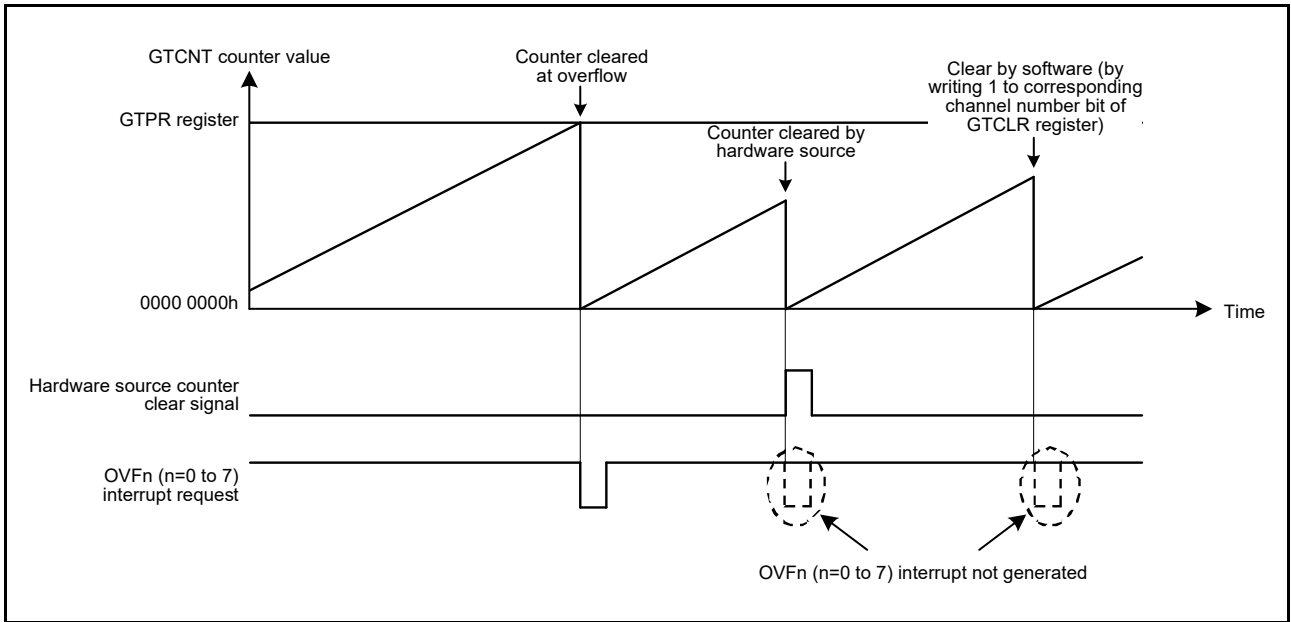 GTCNT counter value
Counter cleared
at overflow
Clear by software (by
writing 1 to corresponding
channel number bit of
GTCLR register)
GTPR register
Counter cleared by
hardware source
0000 0000h
Time
Hardware source counter
clear signal
OVFn (n=0 to 7)
interrupt request
OVFn (n=0 to 7) interrupt not generated